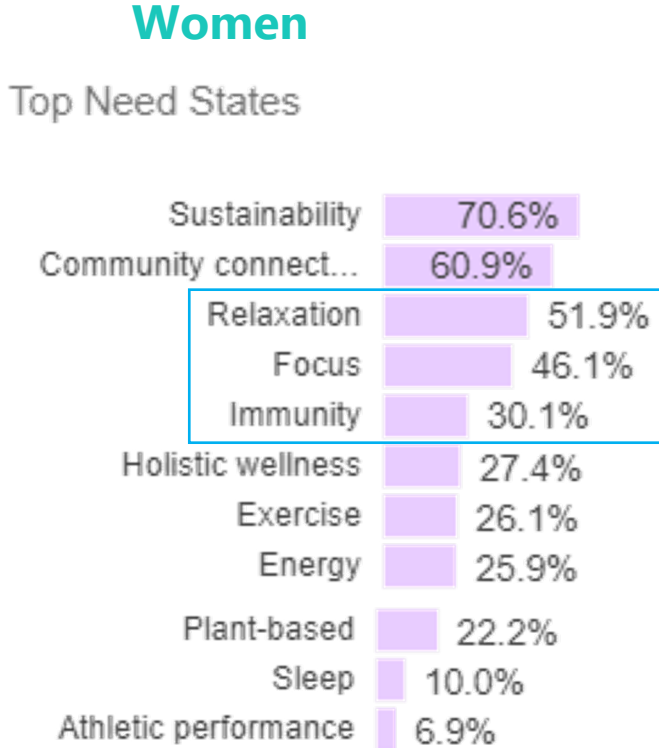 Women
Top Need States
Sustainability 70.6%
Community connect... 60.9%
Relaxation 51.9%
Focus 46.1%
Immunity 30.1%
Holistic wellness 27.4%
Exercise 26.1%
Energy 25.9%
Plant-based 22.2%
Sleep 10.0%
Athletic performance 6.9%